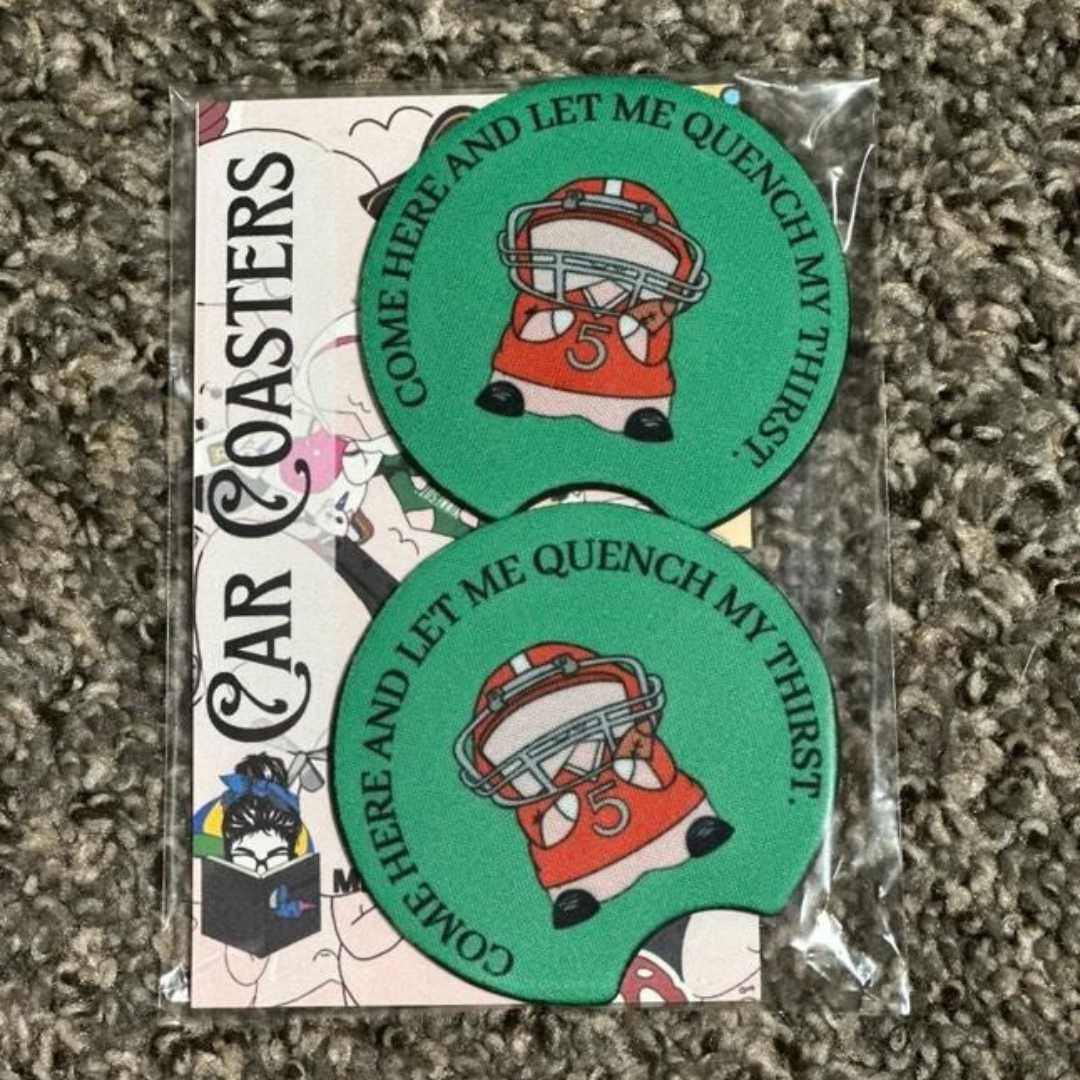 CAR COASTERS
COME HERE AND LET ME QUENCH MY THIRST.
5
COME HERE AND LET ME QUENCH MY THIRST.
5